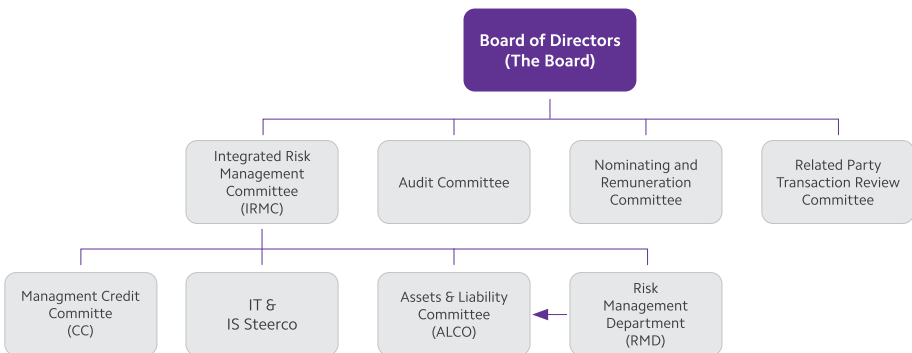 Board of Directors
(The Board)
Integrated Risk
Management
Committee
(IRMC)
Audit Committee
Nominating and
Remuneration
Committee
Related Party
Transaction Review
Committee
Managment Credit
Committe
(CC)
IT &
IS Steerco
Assets & Liability
Committee
(ALCO)
Risk
Management
Department
(RMD)